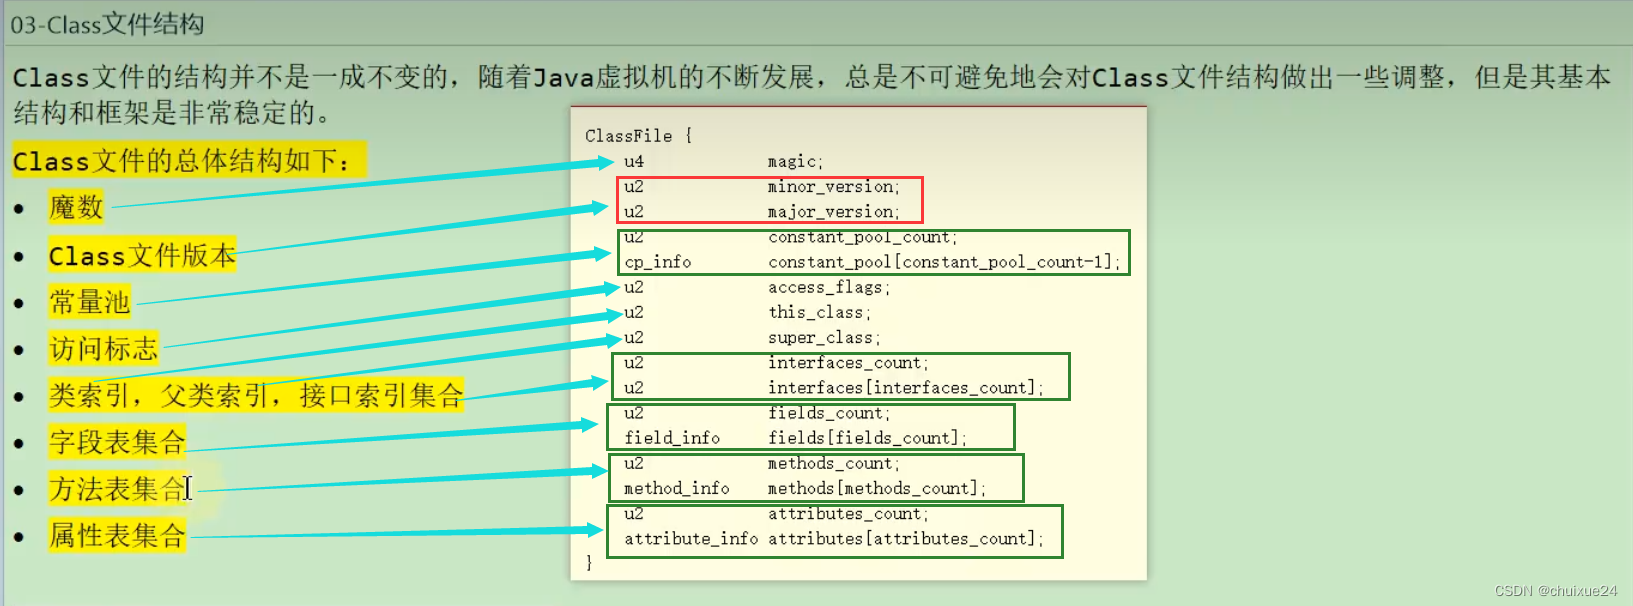 03-Class文件结构
Class文件的结构并不是一成不变的，随着Java虚拟机的不断发展，总是不可避免地会对Class文件结构做出一些调整，但是其基本
结构和框架是非常稳定的。
Class文件的总体结构如下：
• 魔数
• Class文件版本
• 常量池
• 访问标志
• 类索引，父类索引，接口索引集合
• 字段表集合
• 方法表集合
• 属性表集合
ClassFile {
u4 magic;
u2 minor_version;
u2 major_version;
u2 constant_pool_count;
cp_info constant_pool[constant_pool_count-1];
u2 access_flags;
u2 this_class;
u2 super_class;
u2 interfaces_count;
u2 interfaces[interfaces_count];
u2 fields_count;
field_info fields[fields_count];
u2 methods_count;
method_info methods[methods_count];
u2 attributes_count;
attribute_info attributes[attributes_count];
}
CSDN @chuixue24